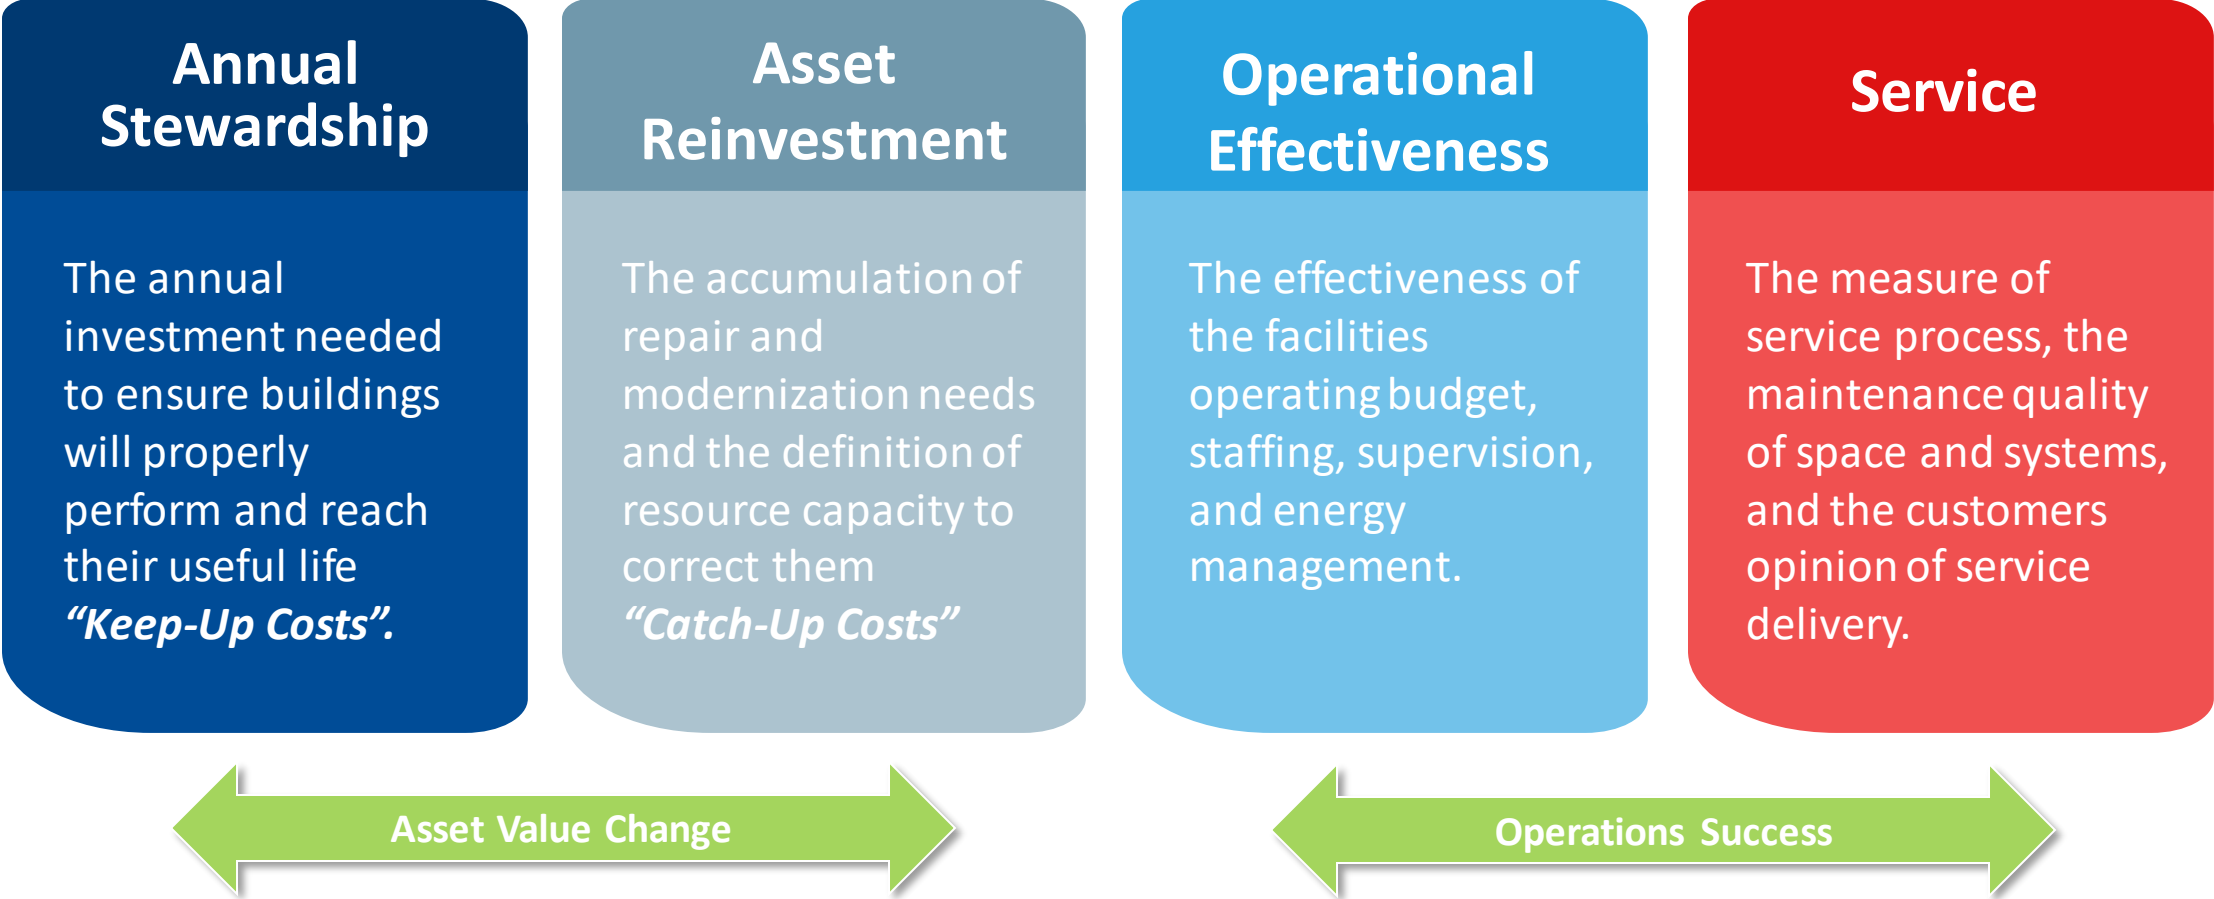 Annual
Stewardship
The annual
investment needed
to ensure buildings
will properly
perform and reach
their useful life
“Keep-Up Costs”.
Asset
Reinvestment
The accumulation of
repair and
modernization needs
and the definition of
resource capacity to
correct them
“Catch-Up Costs”
Operational
Effectiveness
The effectiveness of
the facilities
operating budget,
staffing, supervision,
and energy
management.
Service
The measure of
service process, the
maintenance quality
of space and systems,
and the customers
opinion of service
delivery.
Asset Value Change
Operations Success